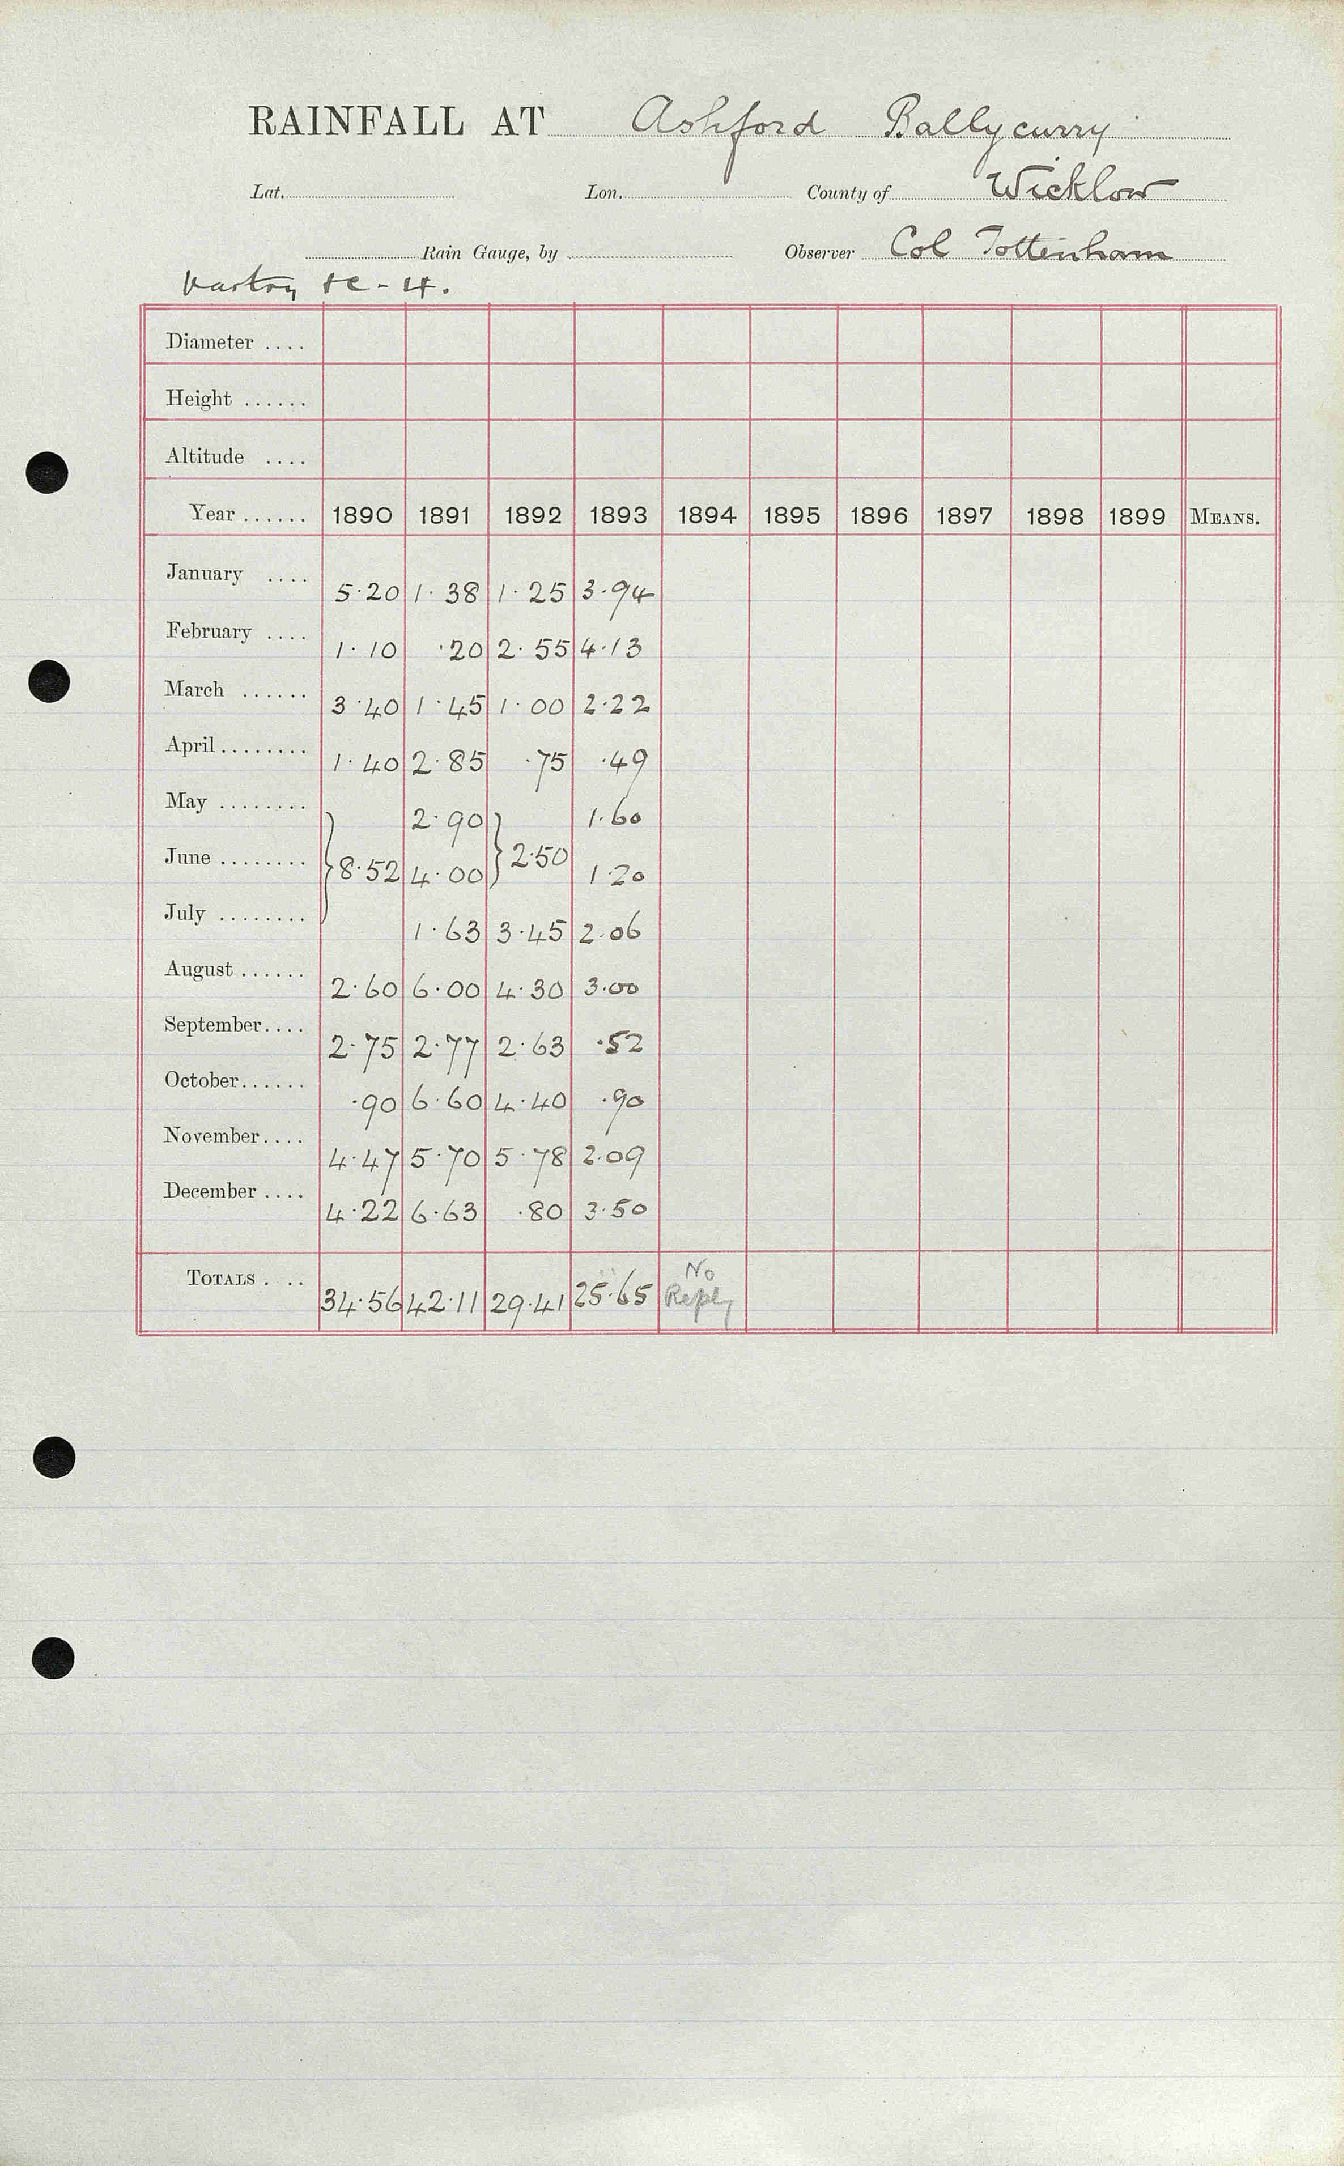 RAINFALL AT Ashford Ballycurry
Lat. Lon. County of Wicklow
Rain Gauge, by Observer Col Tottenham
Vartry - 4.
Diameter ....
Height ......
Altitude ....
Year ...... 1890 1891 1892 1893 1894 1895 1896 1897 1898 1899 MEANS.
January .... 5.20 1.38 1.25 3.94
February .... 1.10 .20 2.55 4.13
March ...... 3.40 1.45 1.00 2.22
April ........ 1.40 2.85 .75 .49
May ........ 2.90 1.60
June ........ } 8.52 4.00 } 2.50 1.20
July ........ 1.63 3.45 2.06
August ...... 2.60 6.00 4.30 3.00
September.... 2.75 2.77 2.63 .52
October...... .90 6.60 4.40 .90
November.... 4.47 5.70 5.78 2.09
December .... 4.22 6.63 .80 3.50
TOTALS . .. 34.56 42.11 29.41 25.65 No Reply